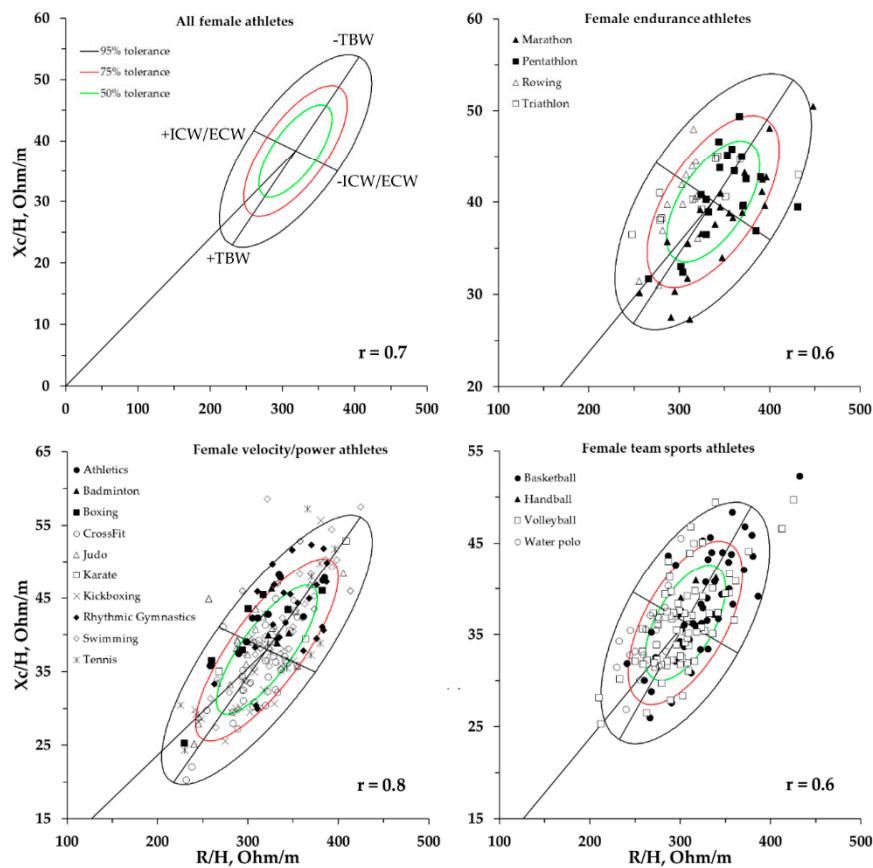 All female athletes
60
50
40
30
20
10
0
Xc/H, Ohm/m
95% tolerance
75% tolerance
50% tolerance
-TBW
+ICW/ECW
-ICW/ECW
+TBW
r = 0.7
0
100
200
300
400
500
Female endurance athletes
60
50
40
30
20
Marathon
Pentathlon
Rowing
Triathlon
r = 0.6
100
200
300
400
500
Female velocity/power athletes
65
55
45
35
25
15
Xc/H, Ohm/m
Athletics
Badminton
Boxing
CrossFit
Judo
Karate
Kickboxing
Rhythmic Gymnastics
Swimming
Tennis
r = 0.8
100
200
300
400
500
R/H, Ohm/m
Female team sports athletes
55
45
35
25
15
Basketball
Handball
Volleyball
Water polo
r = 0.6
100
200
300
400
500
R/H, Ohm/m